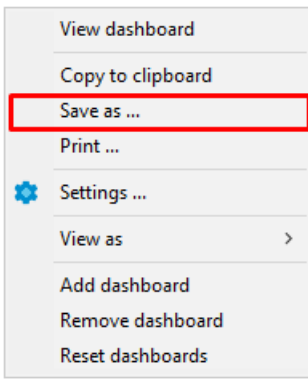 View dashboard
Copy to clipboard
Save as ...
Print ...
Settings ...
View as
Add dashboard
Remove dashboard
Reset dashboards